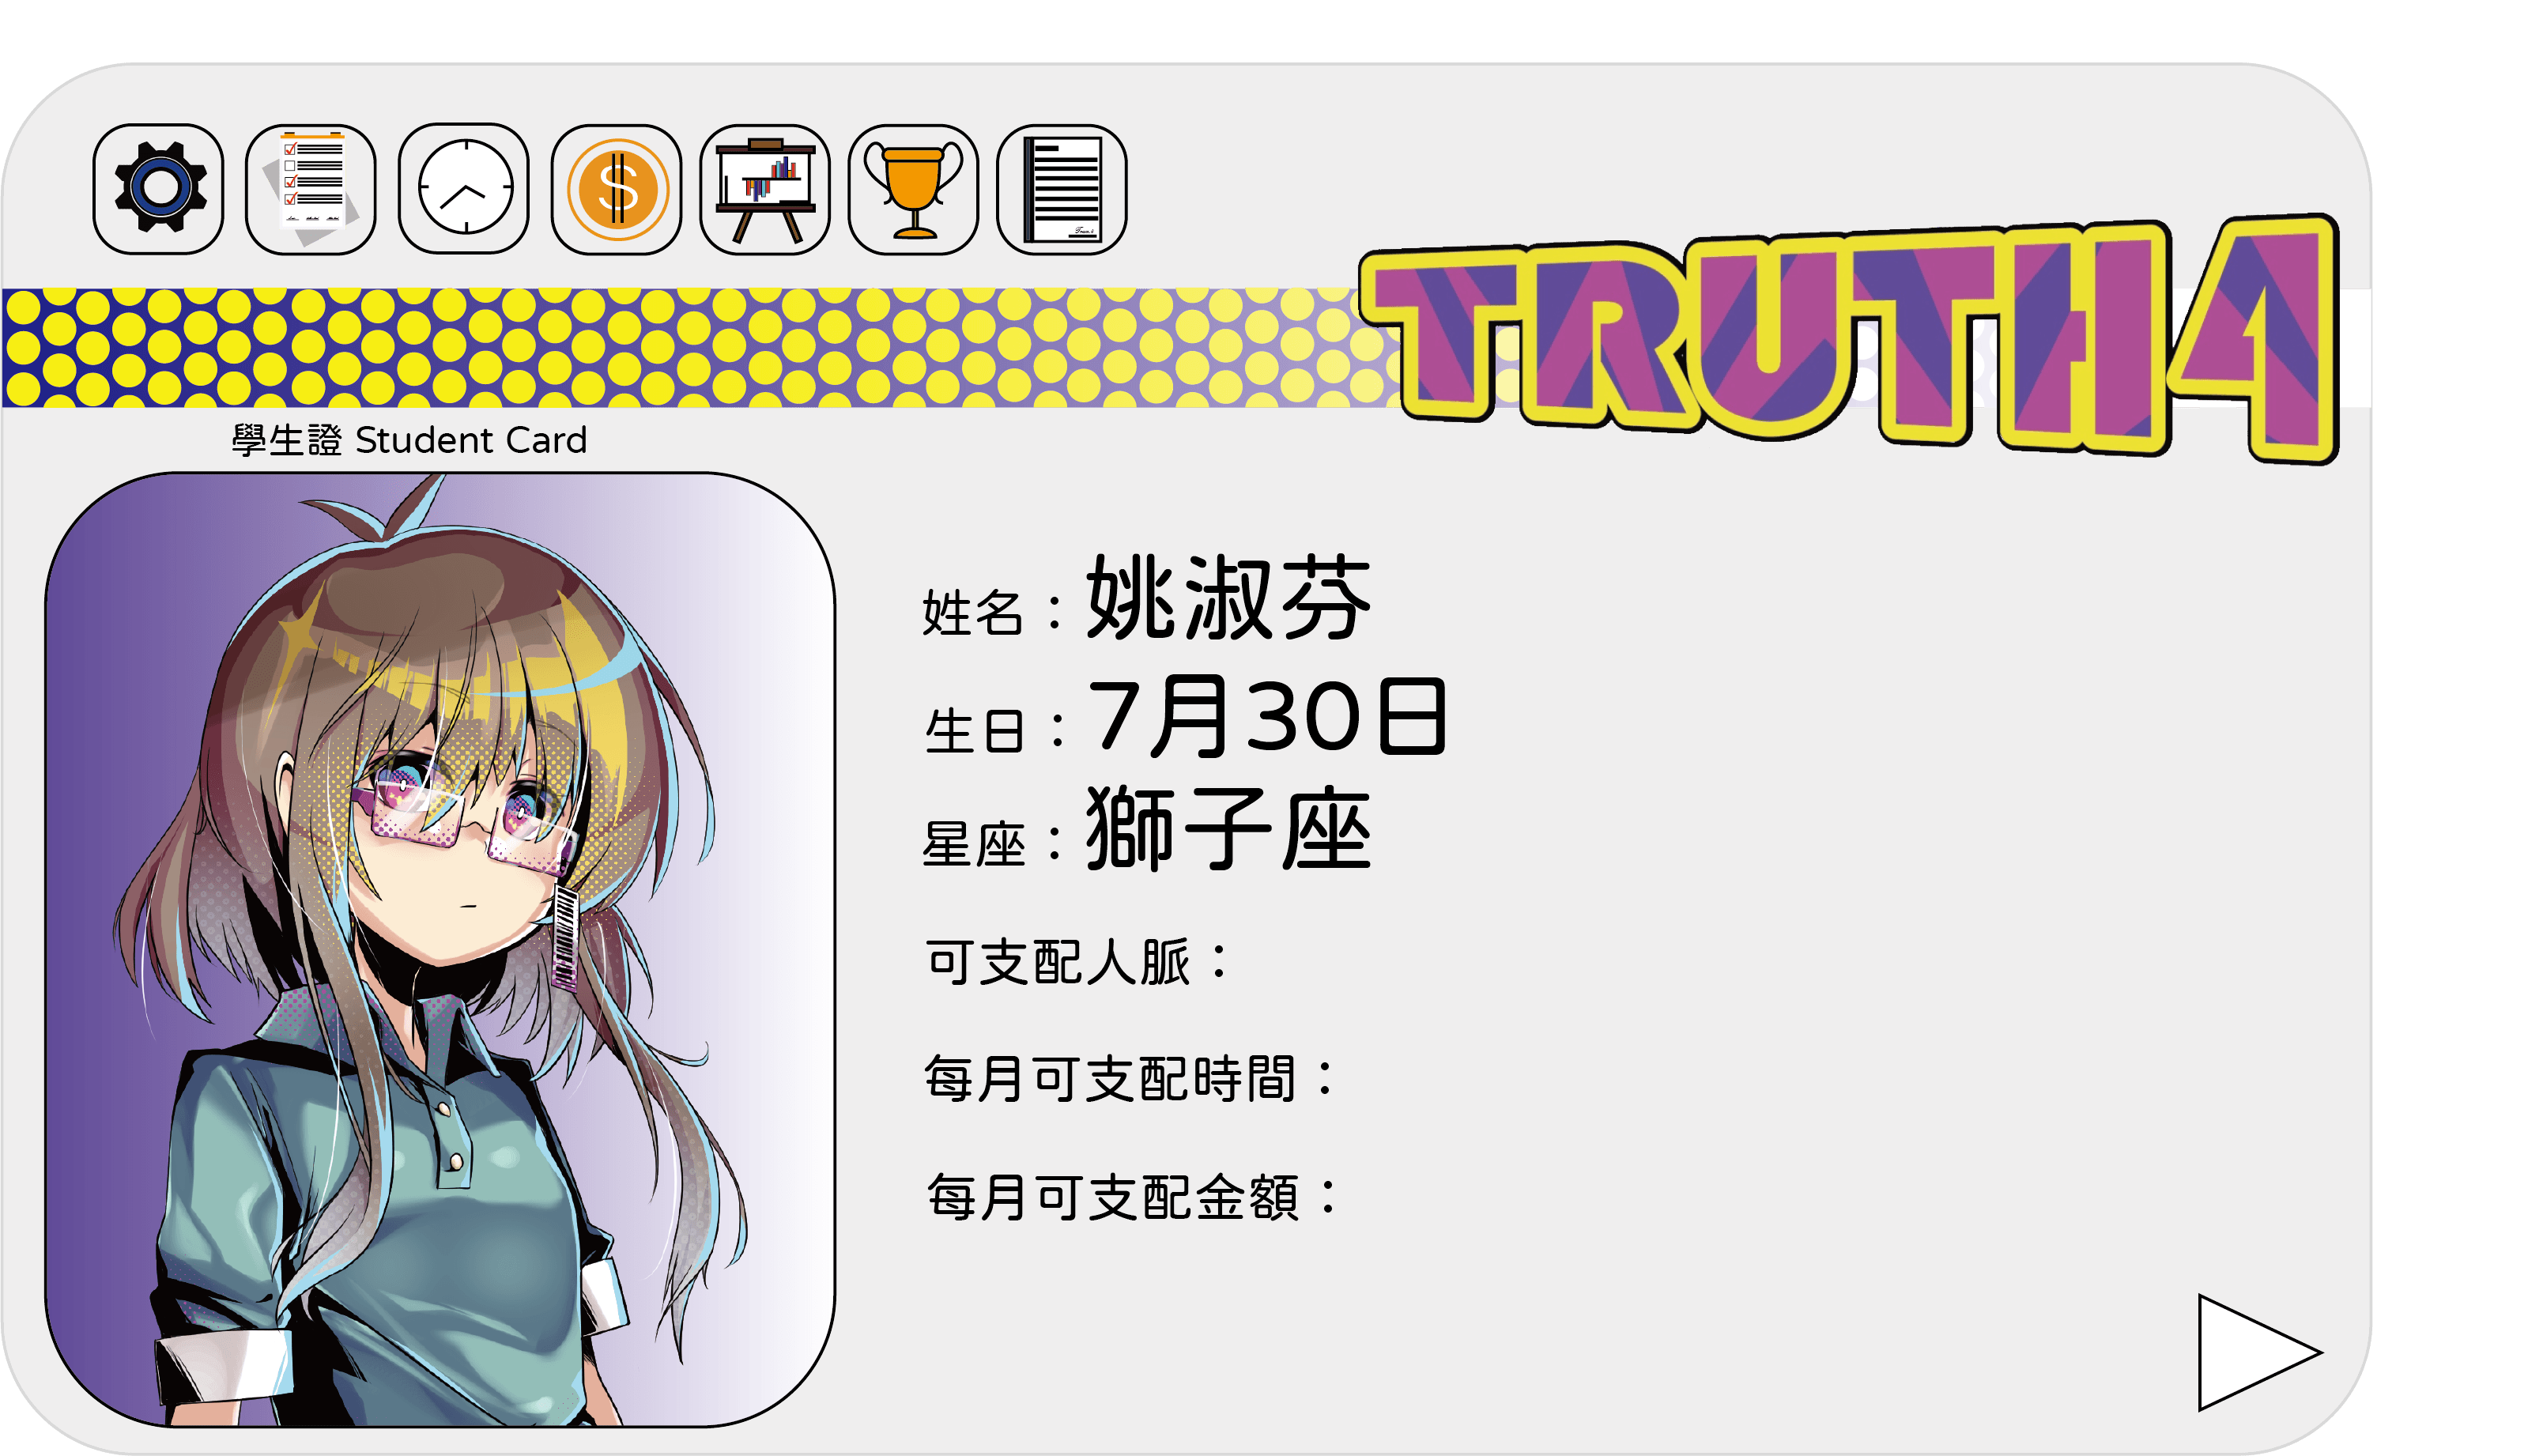 $
TRUTH4
學生證 Student Card
姓名：姚淑芬
生日：7月30日
星座：獅子座
可支配人脈：
每月可支配時間：
每月可支配金額：